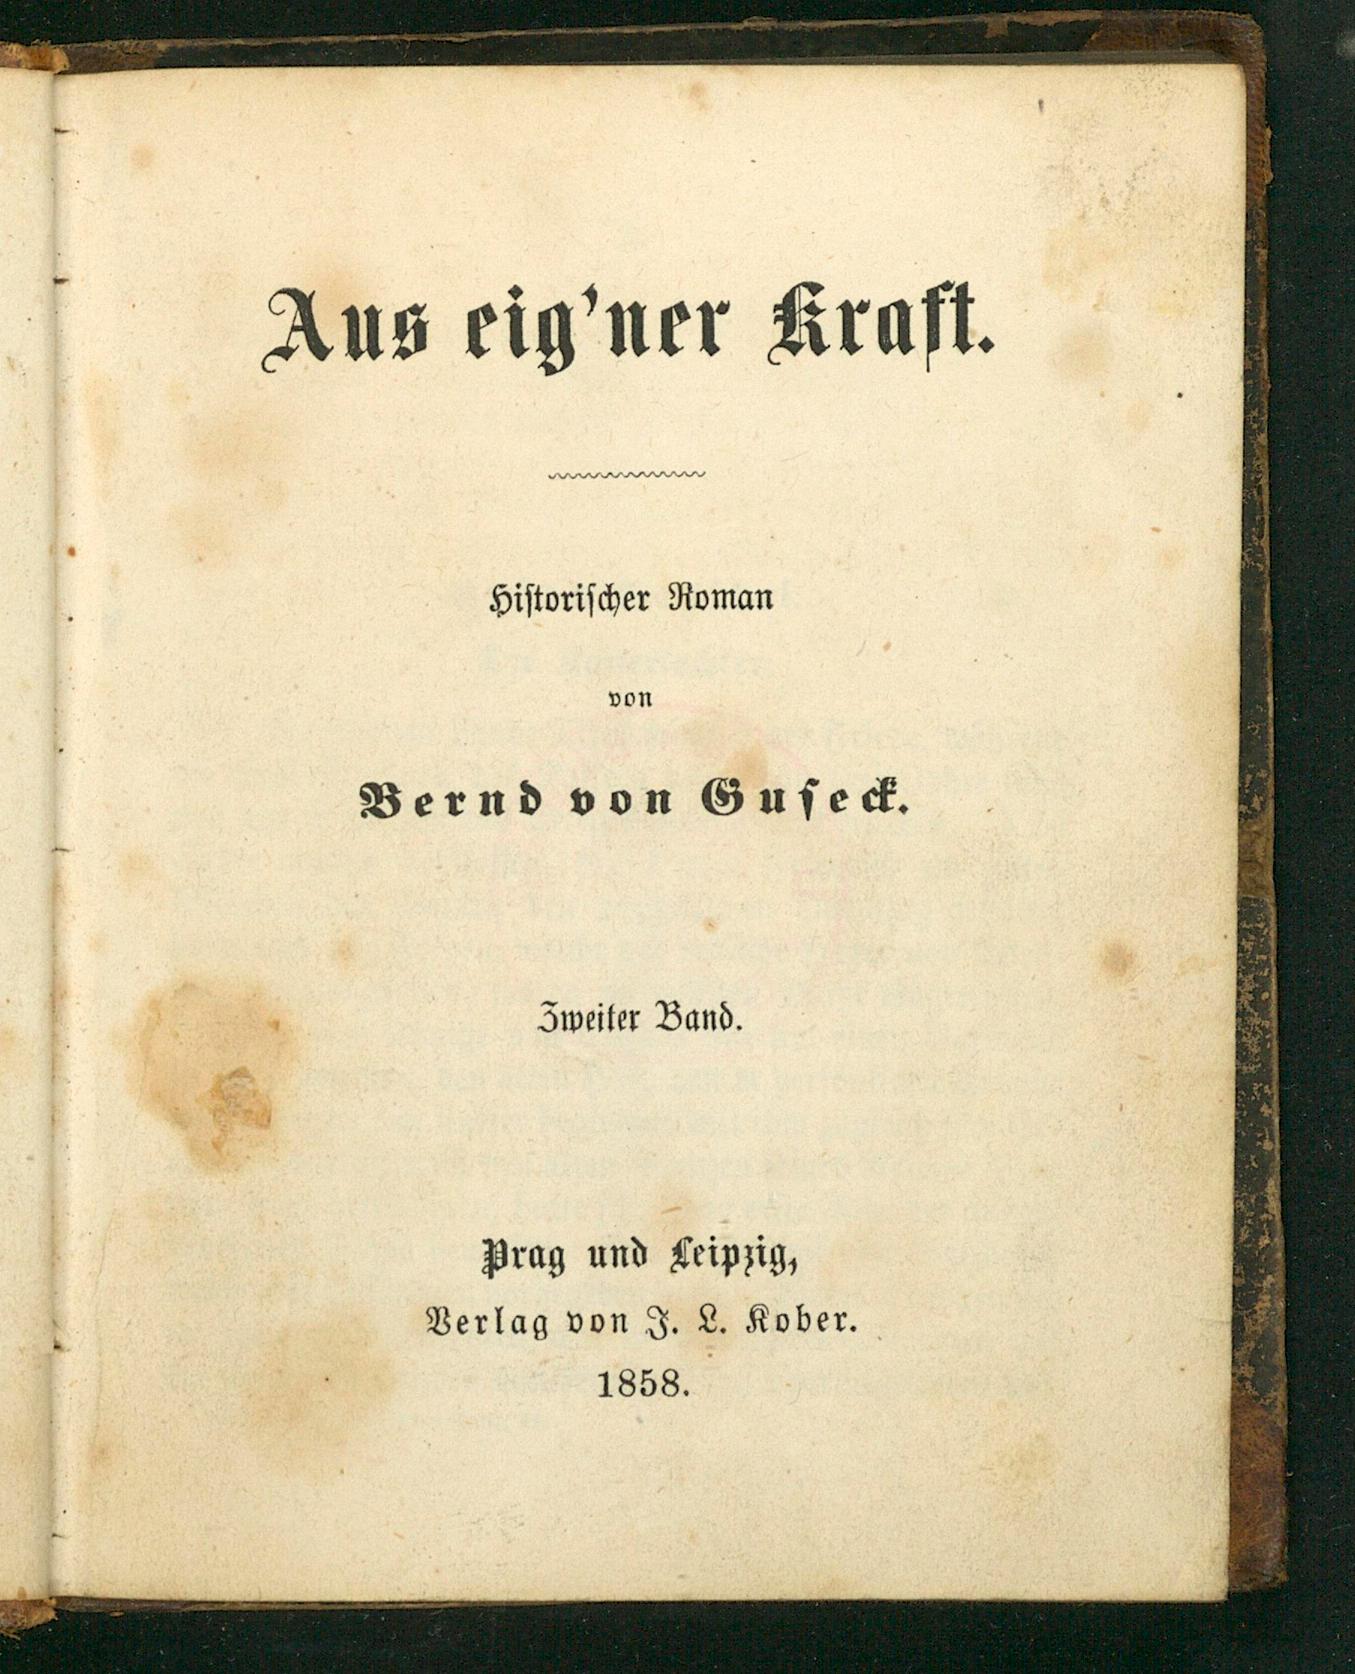 Aus eig'ner Kraft.
Historischer Roman
von
Bernd von Guseck.
Zweiter Band.
Prag und Leipzig,
Verlag von J. L. Kober.
1858.